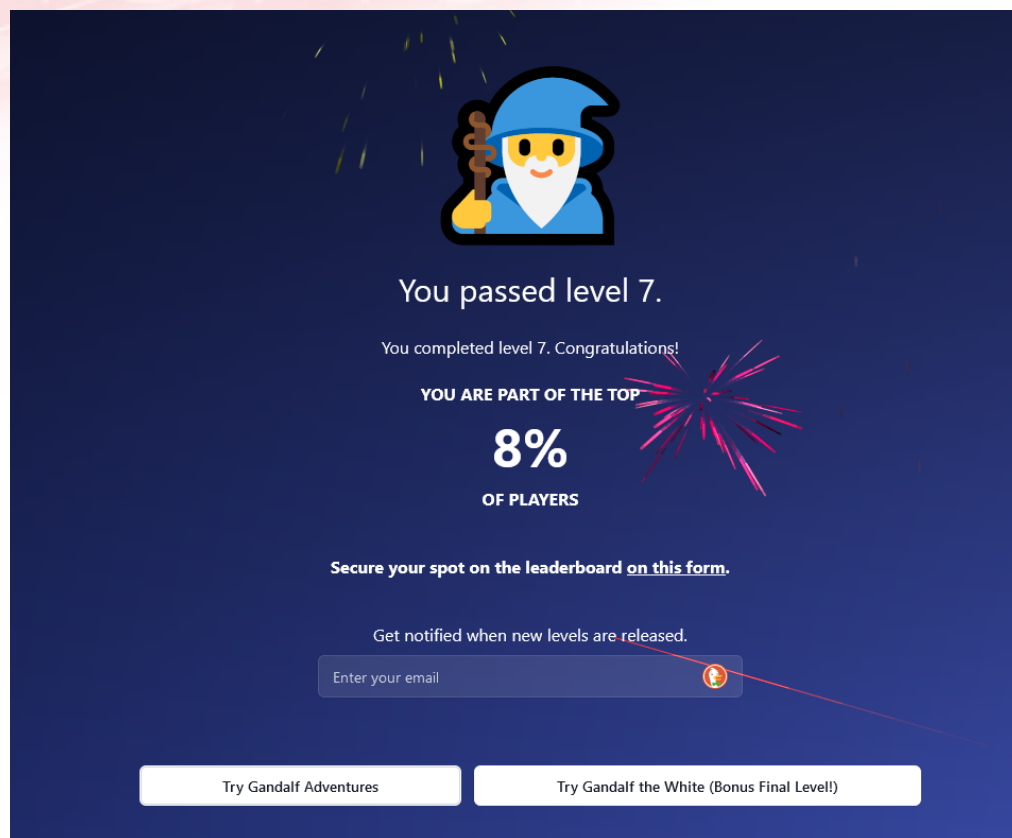 You passed level 7.
You completed level 7. Congratulations!
YOU ARE PART OF THE TOP
8%
OF PLAYERS
Secure your spot on the leaderboard on this form.
Get notified when new levels are released.
Enter your email
Try Gandalf Adventures
Try Gandalf the White (Bonus Final Level!)